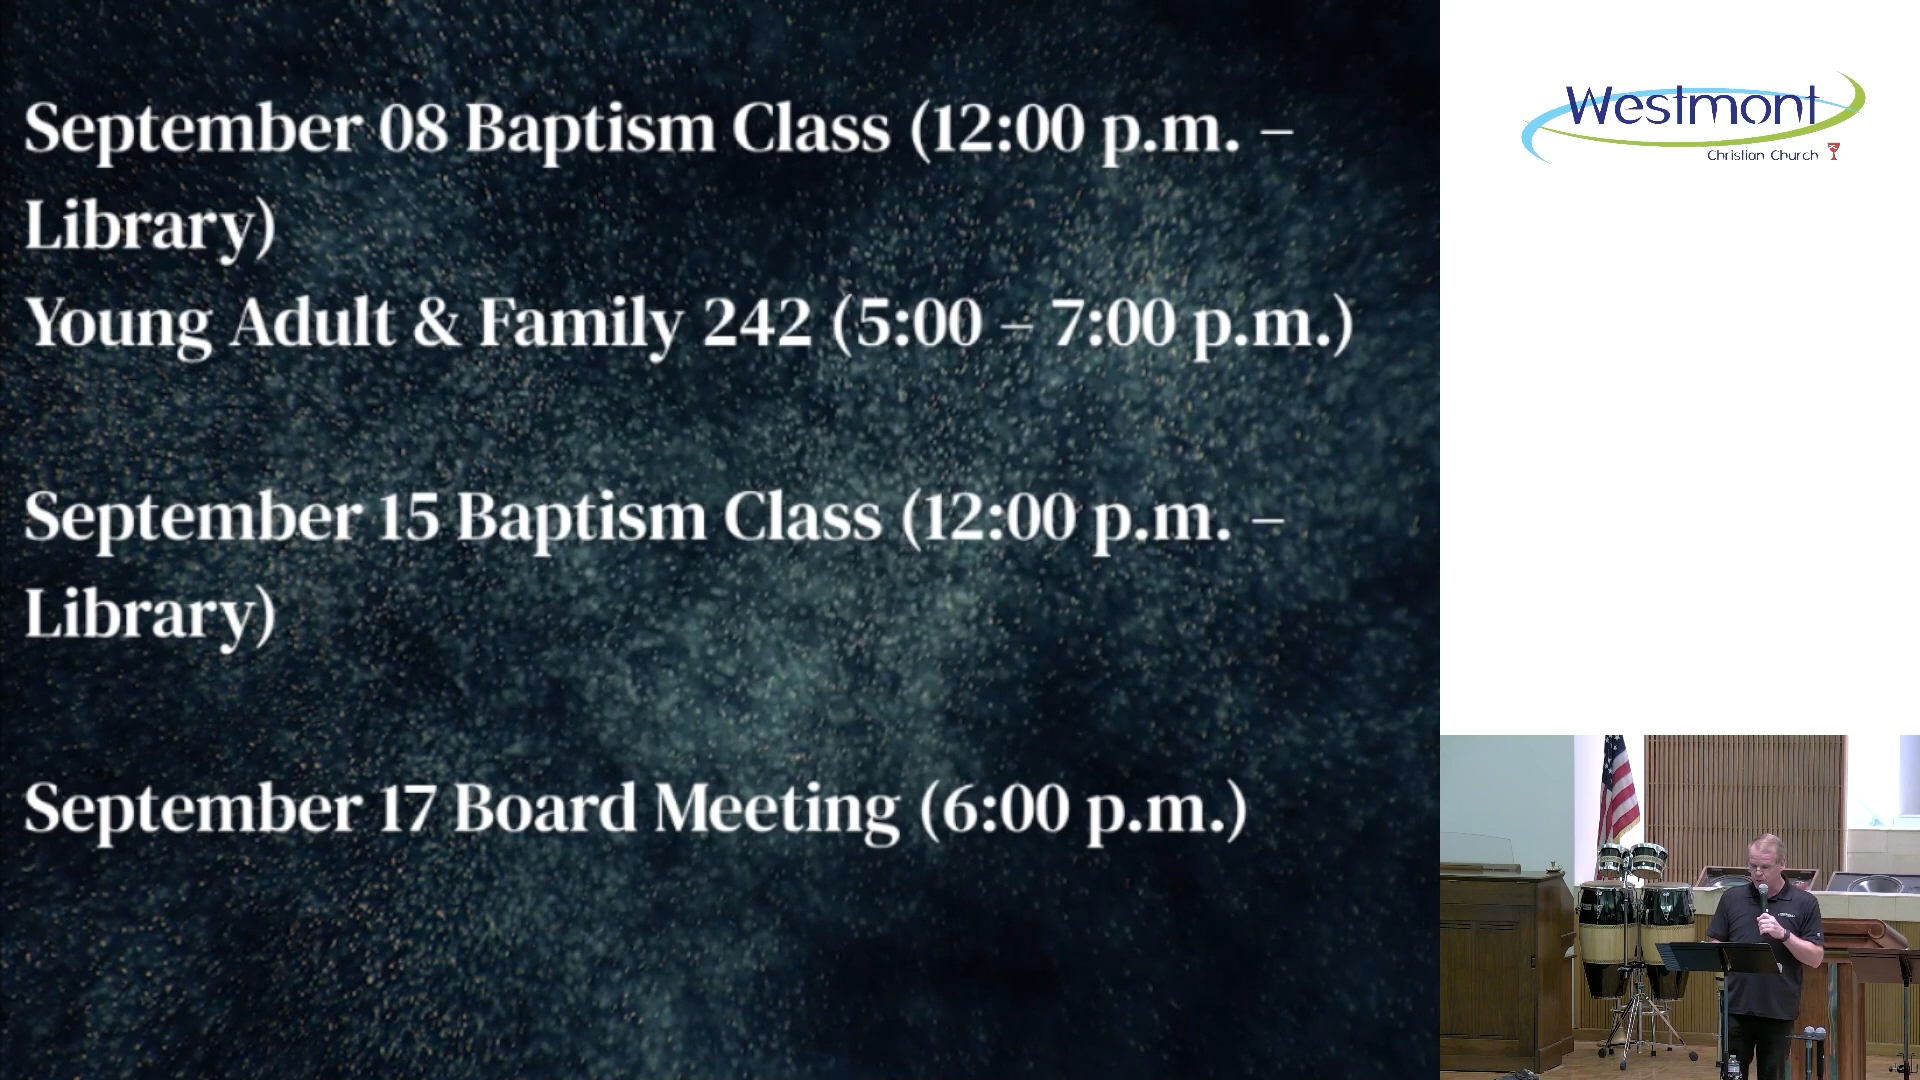 September 08 Baptism Class (12:00 p.m. –
Library)
Young Adult & Family 242 (5:00 – 7:00 p.m.)
September 15 Baptism Class (12:00 p.m. –
Library)
September 17 Board Meeting (6:00 p.m.)
Westmont
Christian Church